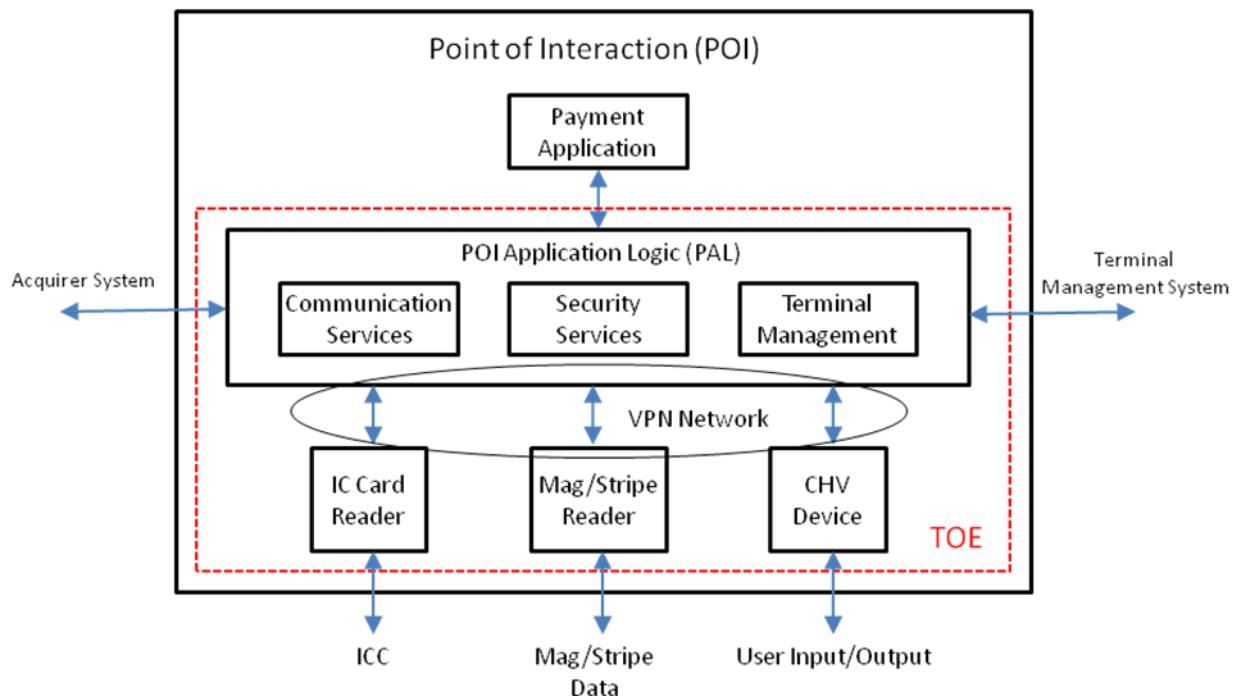 Point of Interaction (POI)
Payment
Application
POI Application Logic (PAL)
Acquirer System
Terminal
Management System
Communication
Services
Security
Services
Terminal
Management
VPN Network
IC Card
Reader
Mag/Stripe
Reader
CHV
Device
TOE
ICC
Mag/Stripe
Data
User Input/Output